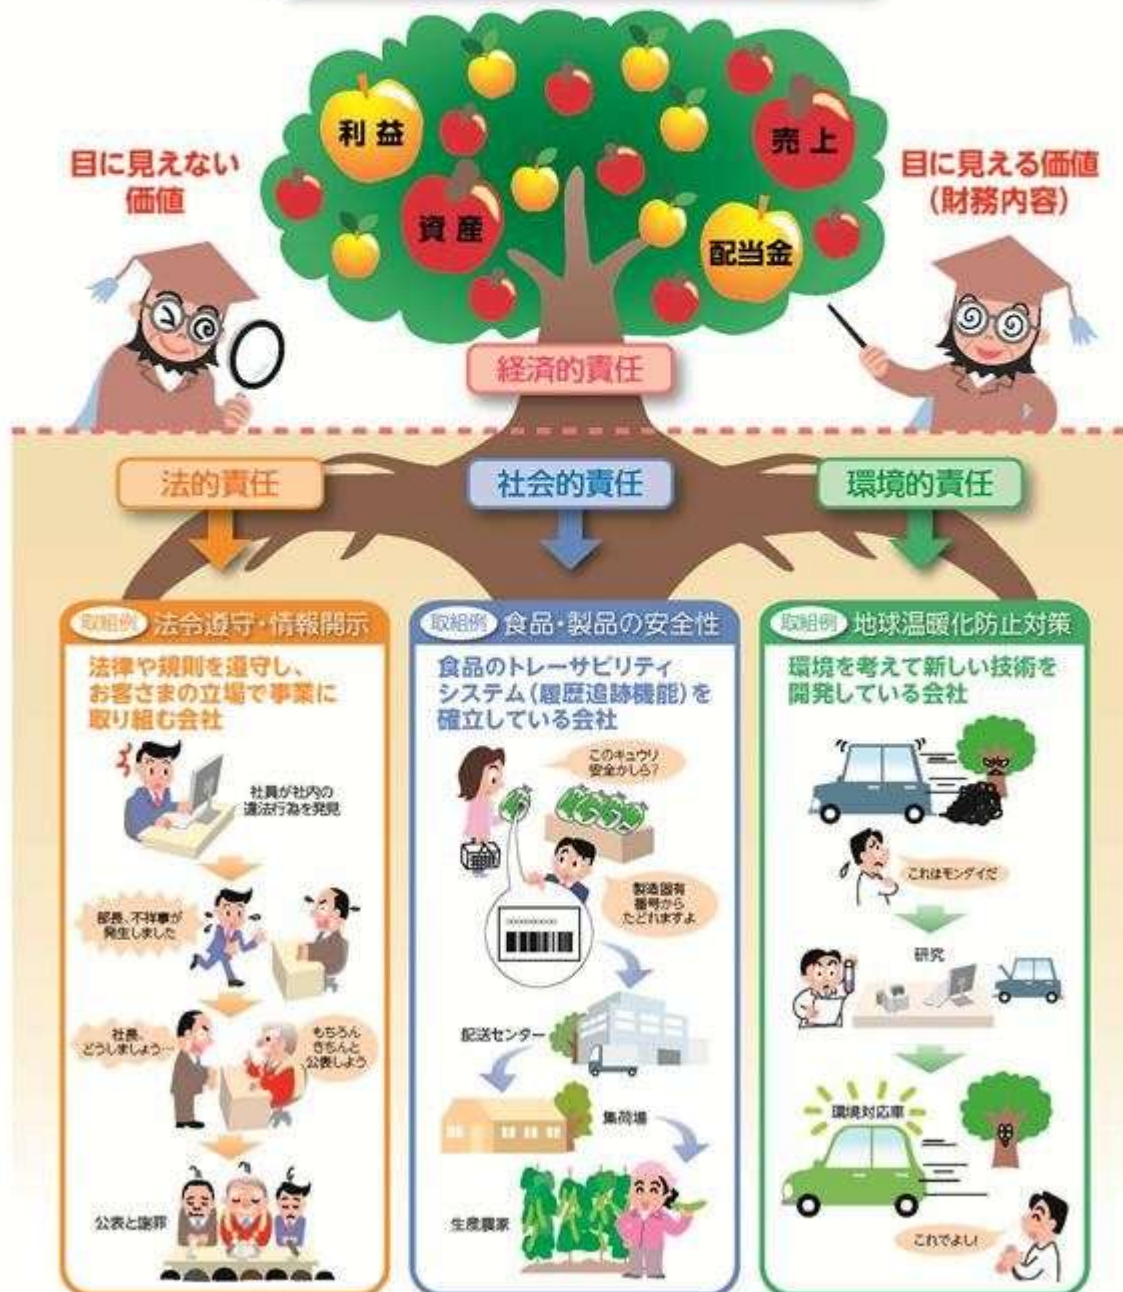 利益
売上
資産
配当金
目に見えない
価値
目に見える価値
(財務内容)
経済的責任
法的責任
社会的責任
環境的責任
取組例 法令遵守・情報開示
法律や規則を遵守し、
お客さまの立場で事業に
取り組む会社
社員が社内の
違法行為を発見
部長、不祥事が
発生しました
社長、
どうしましょう…
もちろん
きちんと
公表しよう
公表と謝罪
取組例 食品・製品の安全性
食品のトレーサビリティ
システム(履歴追跡機能)を
確立している会社
このキュウリ
安全かしら?
製造固有
番号から
たどれますよ
配送センター
集荷場
生産農家
取組例 地球温暖化防止対策
環境を考えて新しい技術を
開発している会社
これはモンダイだ
研究
環境対応車
これでよし!